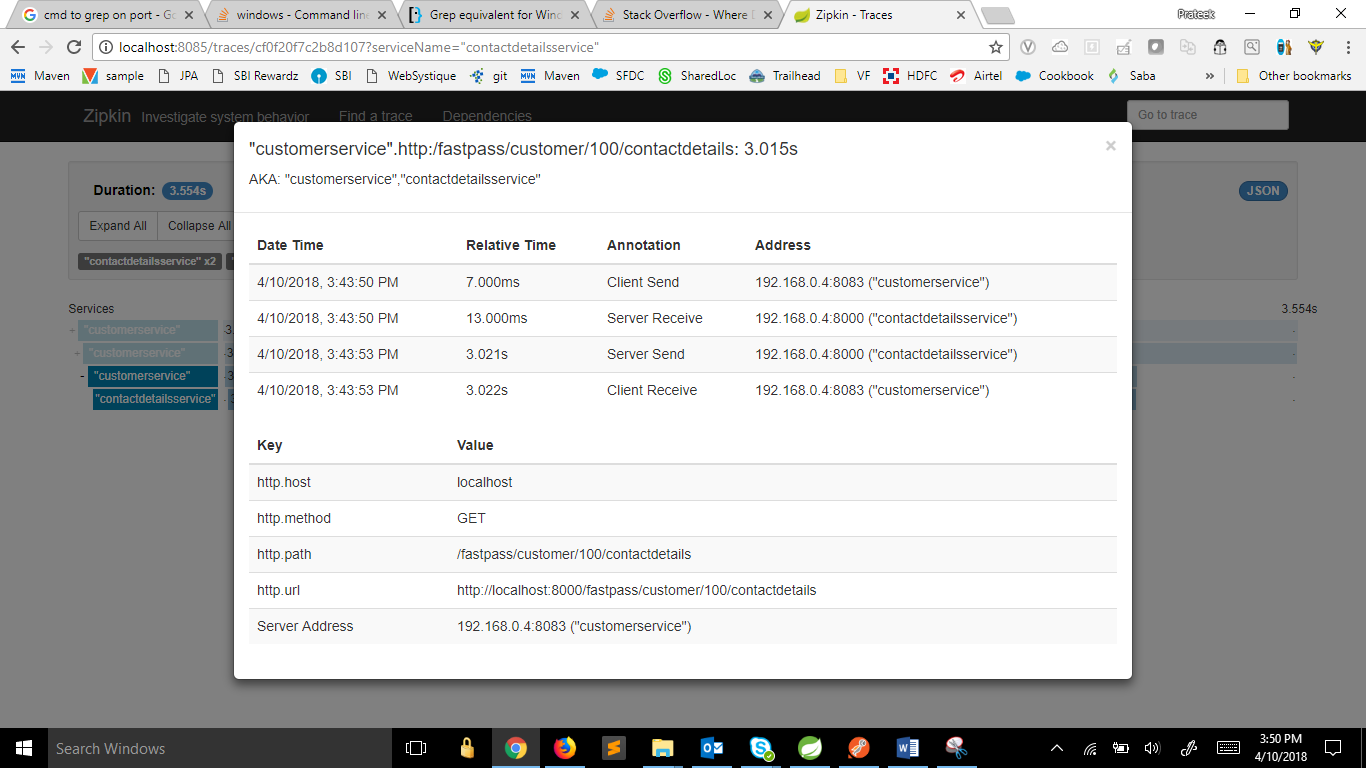 cmd to grep on port - Go
windows - Command line
Grep equivalent for Wind
Stack Overflow - Where D
Zipkin - Traces
Prateek
localhost:8085/traces/cf0f20f7c2b8d107?serviceName="contactdetailsservice"
Maven sample JPA SBI Rewardz SBI WebSystique git Maven SFDC SharedLoc Trailhead VF HDFC Airtel Cookbook Saba » Other bookmarks
Zipkin Investigate system behavior Find a trace Dependencies Go to trace
"customerservice".http:/fastpass/customer/100/contactdetails: 3.015s ×
AKA: "customerservice","contactdetailsservice"
Duration: 3.554s JSON
Expand All Collapse All
"contactdetailsservice" x2
Date Time Relative Time Annotation Address
4/10/2018, 3:43:50 PM 7.000ms Client Send 192.168.0.4:8083 ("customerservice")
4/10/2018, 3:43:50 PM 13.000ms Server Receive 192.168.0.4:8000 ("contactdetailsservice")
4/10/2018, 3:43:53 PM 3.021s Server Send 192.168.0.4:8000 ("contactdetailsservice")
4/10/2018, 3:43:53 PM 3.022s Client Receive 192.168.0.4:8083 ("customerservice")
Services 3.554s
"customerservice"
"customerservice"
"customerservice"
"contactdetailsservice"
Key Value
http.host localhost
http.method GET
http.path /fastpass/customer/100/contactdetails
http.url http://localhost:8000/fastpass/customer/100/contactdetails
Server Address 192.168.0.4:8083 ("customerservice")
Search Windows
3:50 PM
4/10/2018